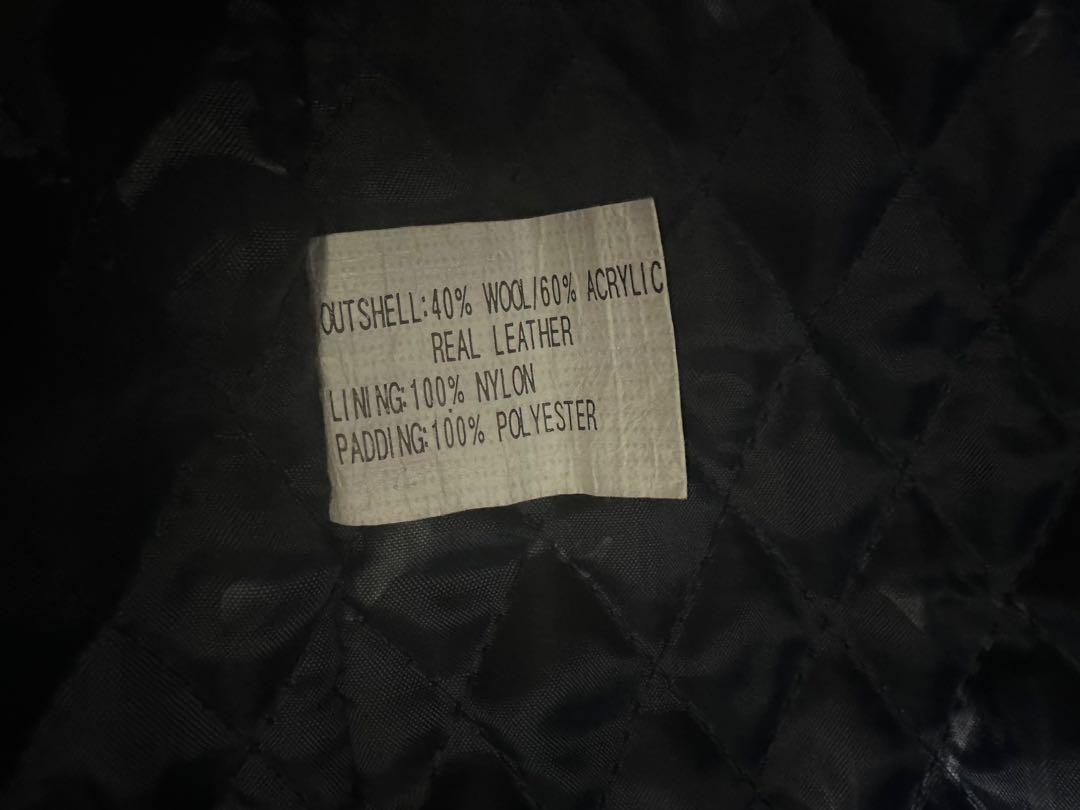 OUTSHELL:40% WOOL/60% ACRYLIC
REAL LEATHER
LINING:100% NYLON
PADDING:100% POLYESTER